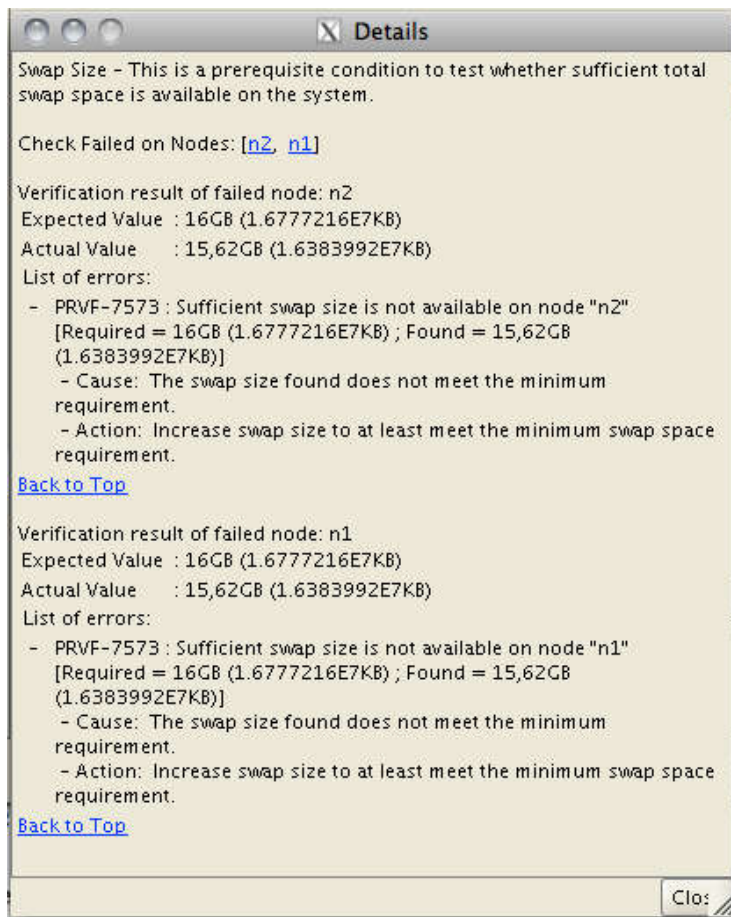 Details
Swap Size – This is a prerequisite condition to test whether sufficient total
swap space is available on the system.
Check Failed on Nodes: [n2, n1]
Verification result of failed node: n2
Expected Value : 16GB (1.6777216E7KB)
Actual Value : 15,62GB (1.6383992E7KB)
List of errors:
– PRVF-7573 : Sufficient swap size is not available on node "n2"
[Required = 16GB (1.6777216E7KB) ; Found = 15,62GB
(1.6383992E7KB)]
– Cause: The swap size found does not meet the minimum
requirement.
– Action: Increase swap size to at least meet the minimum swap space
requirement.
Back to Top
Verification result of failed node: n1
Expected Value : 16GB (1.6777216E7KB)
Actual Value : 15,62GB (1.6383992E7KB)
List of errors:
– PRVF-7573 : Sufficient swap size is not available on node "n1"
[Required = 16GB (1.6777216E7KB) ; Found = 15,62GB
(1.6383992E7KB)]
– Cause: The swap size found does not meet the minimum
requirement.
– Action: Increase swap size to at least meet the minimum swap space
requirement.
Back to Top
Clos